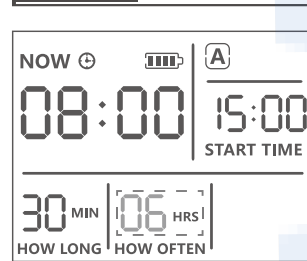 NOW
A
08:00
15:00
START TIME
30 MIN
06 HRS
HOW LONG
HOW OFTEN